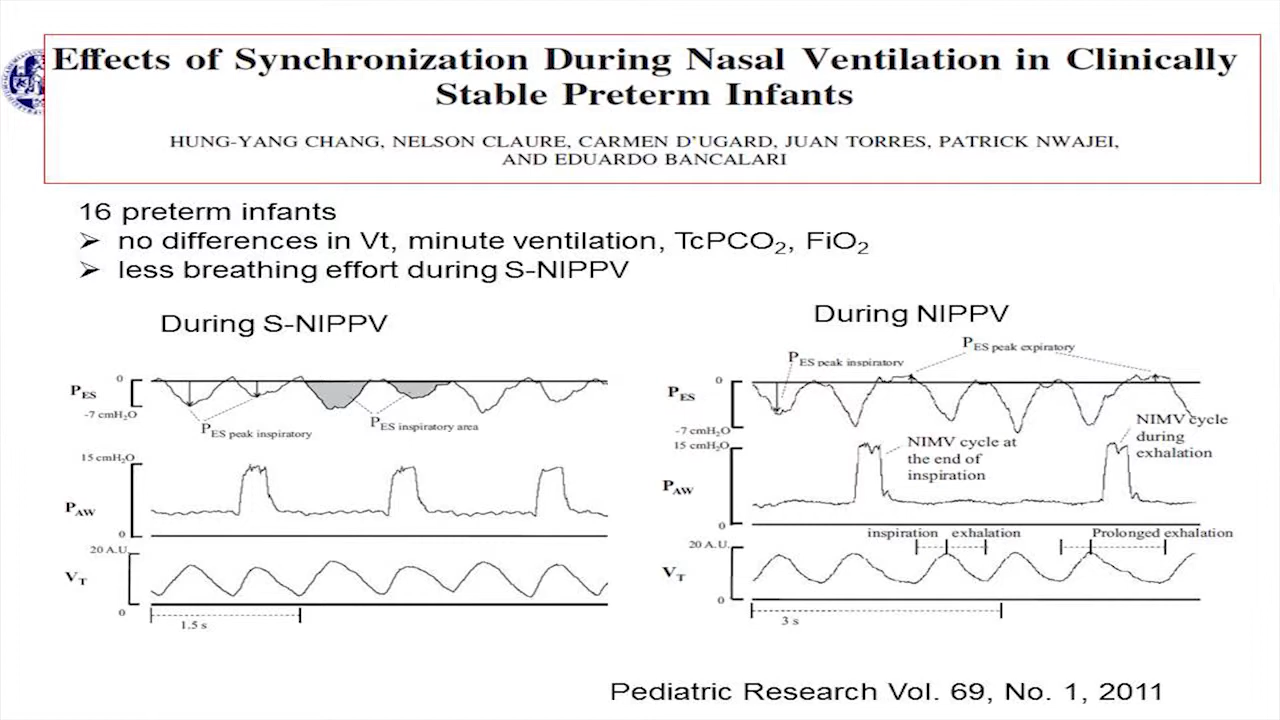 Effects of Synchronization During Nasal Ventilation in Clinically
Stable Preterm Infants
HUNG-YANG CHANG, NELSON CLAURE, CARMEN D'UGARD, JUAN TORRES, PATRICK NWAJEI,
AND EDUARDO BANCALARI
16 preterm infants
➢ no differences in Vt, minute ventilation, TcPCO₂, FiO₂
➢ less breathing effort during S-NIPPV
During S-NIPPV
0
PES
-7 cmH₂O
PES peak inspiratory
PES inspiratory area
15 cmH₂O
PAW
0
20 A.U.
VT
0
1.5 s
During NIPPV
PES peak inspiratory
PES peak expiratory
0
PES
-7 cmH₂O
15 cmH₂O
NIMV cycle at
the end of
inspiration
NIMV cycle
during
exhalation
PAW
0
inspiration exhalation
Prolonged exhalation
20 A.U.
VT
0
3 s
Pediatric Research Vol. 69, No. 1, 2011